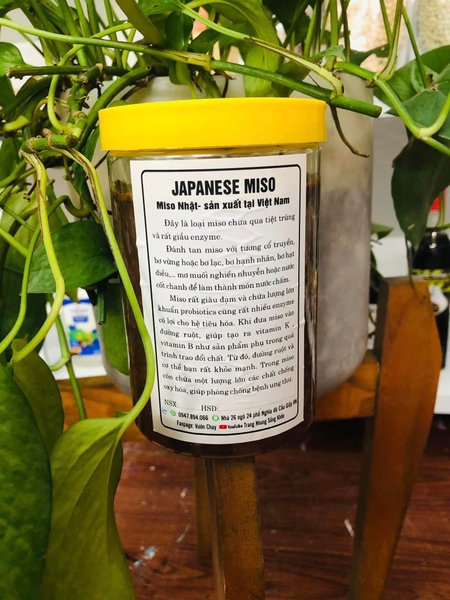 JAPANESE MISO
Miso Nhật- sản xuất tại Việt Nam
Đây là loại miso chưa qua tiệt trùng
và rất giầu enzyme.
Đánh tan miso với tương cổ truyền,
bơ vừng hoặc bơ lạc, bơ hạnh nhân, bơ hạt
điều,.. mơ muối nghiền nhuyễn hoặc nước
cốt chanh để làm thành món nước chấm.
Miso rất giàu đạm và chứa lượng lớn
khuẩn probiotics cùng rất nhiều enzyme
có lợi cho hệ tiêu hóa. Khi đưa miso vào
đường ruột, giúp tạo ra vitamin K ,
vitamin B như sản phẩm phụ trong quá
trình trao đổi chất. Từ đó, đường ruột và
cơ thể bạn rất khỏe mạnh. Trong miso
còn chứa một lượng lớn các chất chống
oxy hóa, giúp phòng chống bệnh ung thư.
NSX: HSD:
0947.894.066 Nhà 26 ngõ 24 phố Nghĩa đô Cầu Giấy
Fanpage: Vườn Chay YouTube Trang Nhung Sống Khỏe